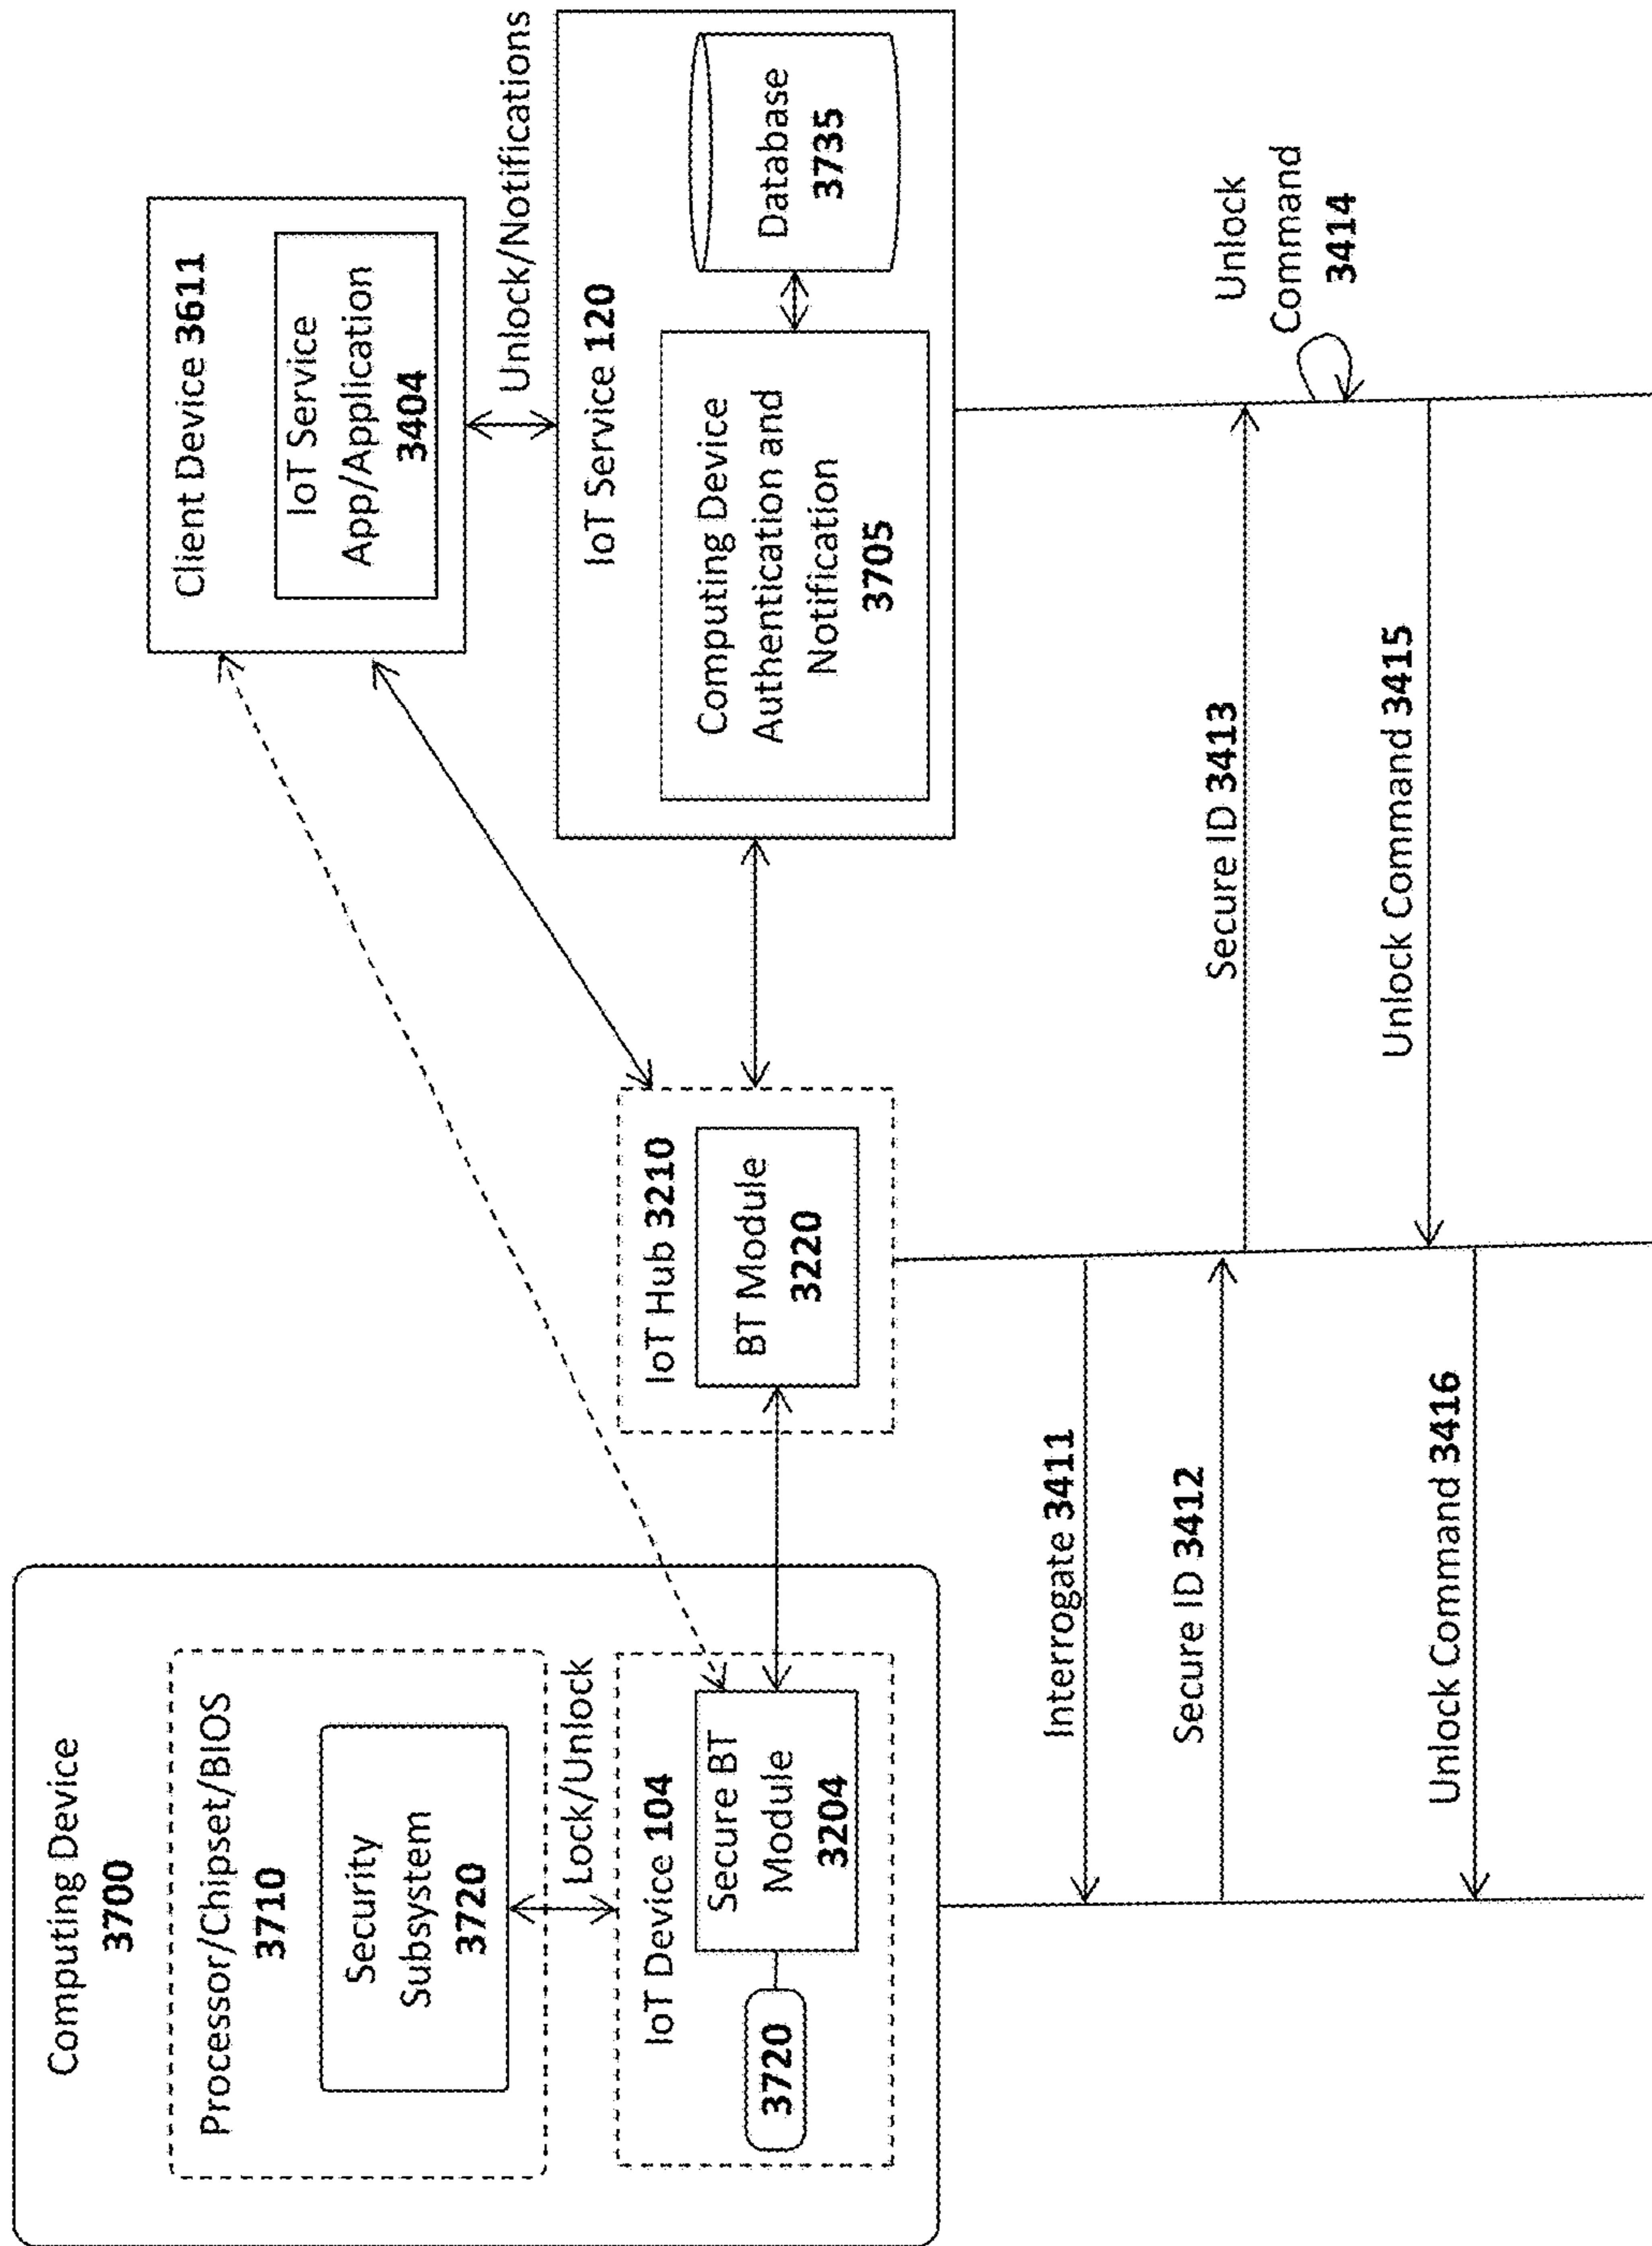 Computing Device
3700
Processor/Chipset/BIOS
3710
Security
Subsystem
3720
Lock/Unlock
IoT Device 104
Secure BT
Module
3204
3720
IoT Hub 3210
BT Module
3220
Client Device 3611
IoT Service
App/Application
3404
Unlock/Notifications
IoT Service 120
Computing Device
Authentication and
Notification
3705
Database
3735
Interrogate 3411
Secure ID 3412
Secure ID 3413
Unlock
Command
3414
Unlock Command 3415
Unlock Command 3416